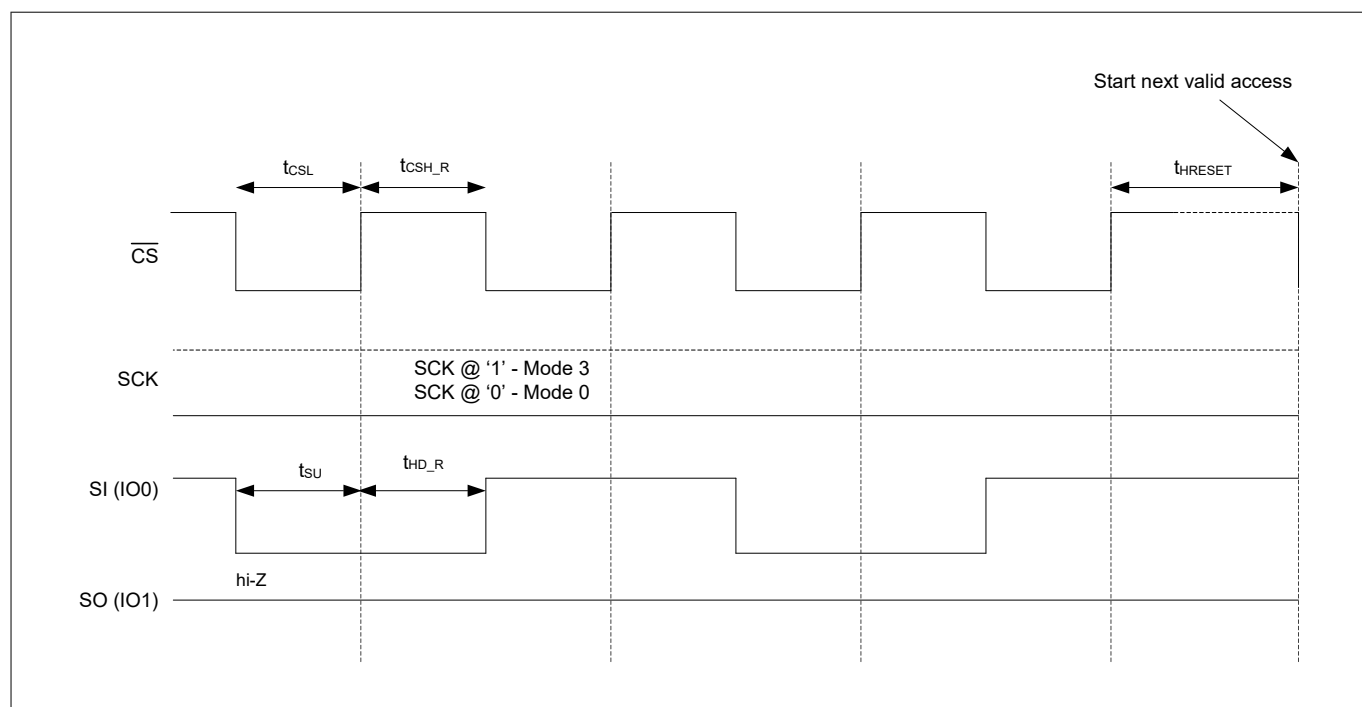 Start next valid access
tCSL
tCSH_R
tHRESET
CS
SCK
SCK @ ‘1’ - Mode 3
SCK @ ‘0’ - Mode 0
SI (IO0)
tSU
tHD_R
hi-Z
SO (IO1)